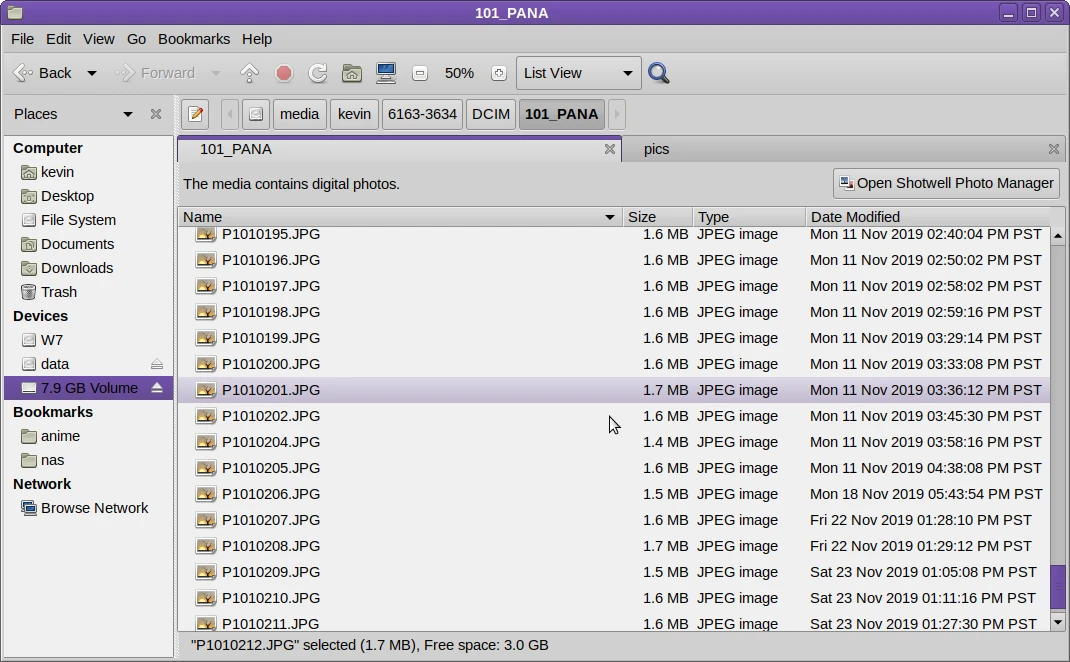 101_PANA
File Edit View Go Bookmarks Help
Back Forward 50% List View
Places
media kevin 6163-3634 DCIM 101_PANA
101_PANA pics
The media contains digital photos. Open Shotwell Photo Manager
Computer
kevin
Desktop
File System
Documents
Downloads
Trash
Devices
W7
data
7.9 GB Volume
Bookmarks
anime
nas
Network
Browse Network
Name Size Type Date Modified
P1010195.JPG 1.6 MB JPEG image Mon 11 Nov 2019 02:40:04 PM PST
P1010196.JPG 1.6 MB JPEG image Mon 11 Nov 2019 02:50:02 PM PST
P1010197.JPG 1.6 MB JPEG image Mon 11 Nov 2019 02:58:02 PM PST
P1010198.JPG 1.6 MB JPEG image Mon 11 Nov 2019 02:59:16 PM PST
P1010199.JPG 1.6 MB JPEG image Mon 11 Nov 2019 03:29:14 PM PST
P1010200.JPG 1.6 MB JPEG image Mon 11 Nov 2019 03:33:08 PM PST
P1010201.JPG 1.7 MB JPEG image Mon 11 Nov 2019 03:36:12 PM PST
P1010202.JPG 1.6 MB JPEG image Mon 11 Nov 2019 03:45:30 PM PST
P1010204.JPG 1.4 MB JPEG image Mon 11 Nov 2019 03:58:16 PM PST
P1010205.JPG 1.6 MB JPEG image Mon 11 Nov 2019 04:38:08 PM PST
P1010206.JPG 1.5 MB JPEG image Mon 18 Nov 2019 05:43:54 PM PST
P1010207.JPG 1.6 MB JPEG image Fri 22 Nov 2019 01:28:10 PM PST
P1010208.JPG 1.7 MB JPEG image Fri 22 Nov 2019 01:29:12 PM PST
P1010209.JPG 1.5 MB JPEG image Sat 23 Nov 2019 01:05:08 PM PST
P1010210.JPG 1.6 MB JPEG image Sat 23 Nov 2019 01:11:16 PM PST
P1010211.JPG 1.6 MB JPEG image Sat 23 Nov 2019 01:27:30 PM PST
"P1010212.JPG" selected (1.7 MB), Free space: 3.0 GB